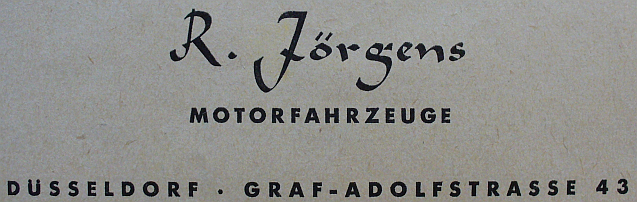 R. Jörgens
MOTORFAHRZEUGE
DÜSSELDORF · GRAF-ADOLFSTRASSE 43